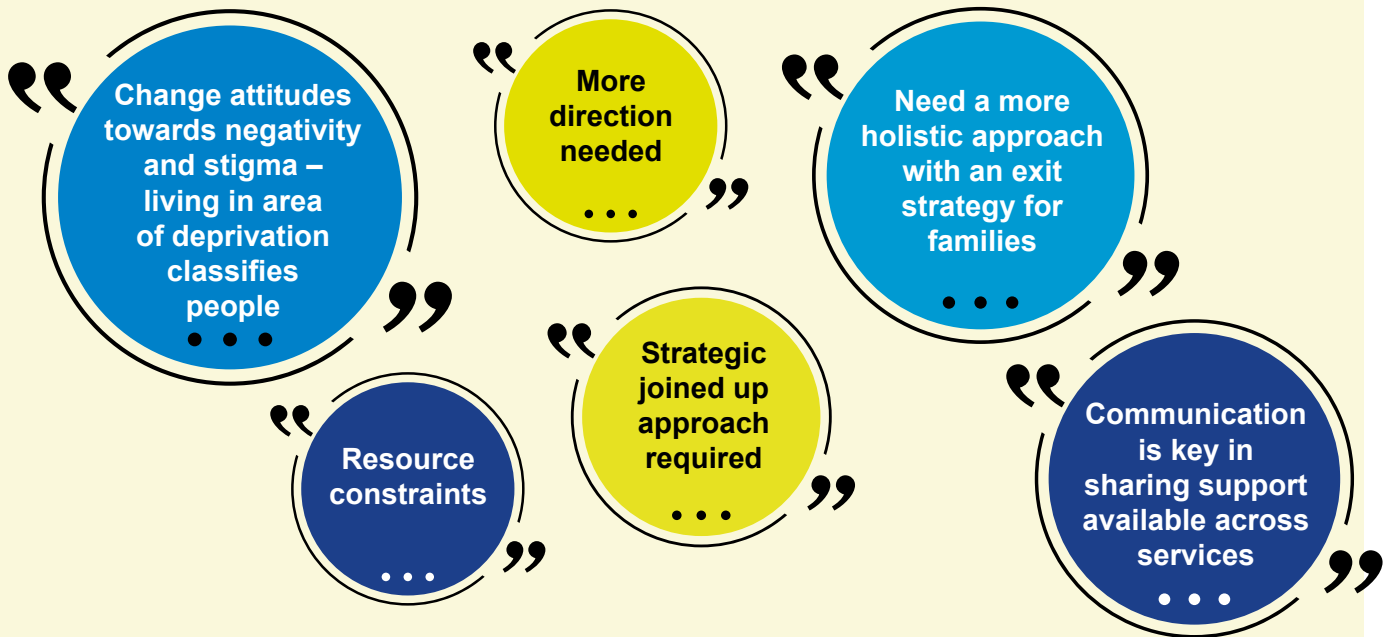 Change attitudes
towards negativity
and stigma –
living in area
of deprivation
classifies
people
...
More
direction
needed
...
Need a more
holistic approach
with an exit
strategy for
families
...
Resource
constraints
...
Strategic
joined up
approach
required
...
Communication
is key in
sharing support
available across
services
...